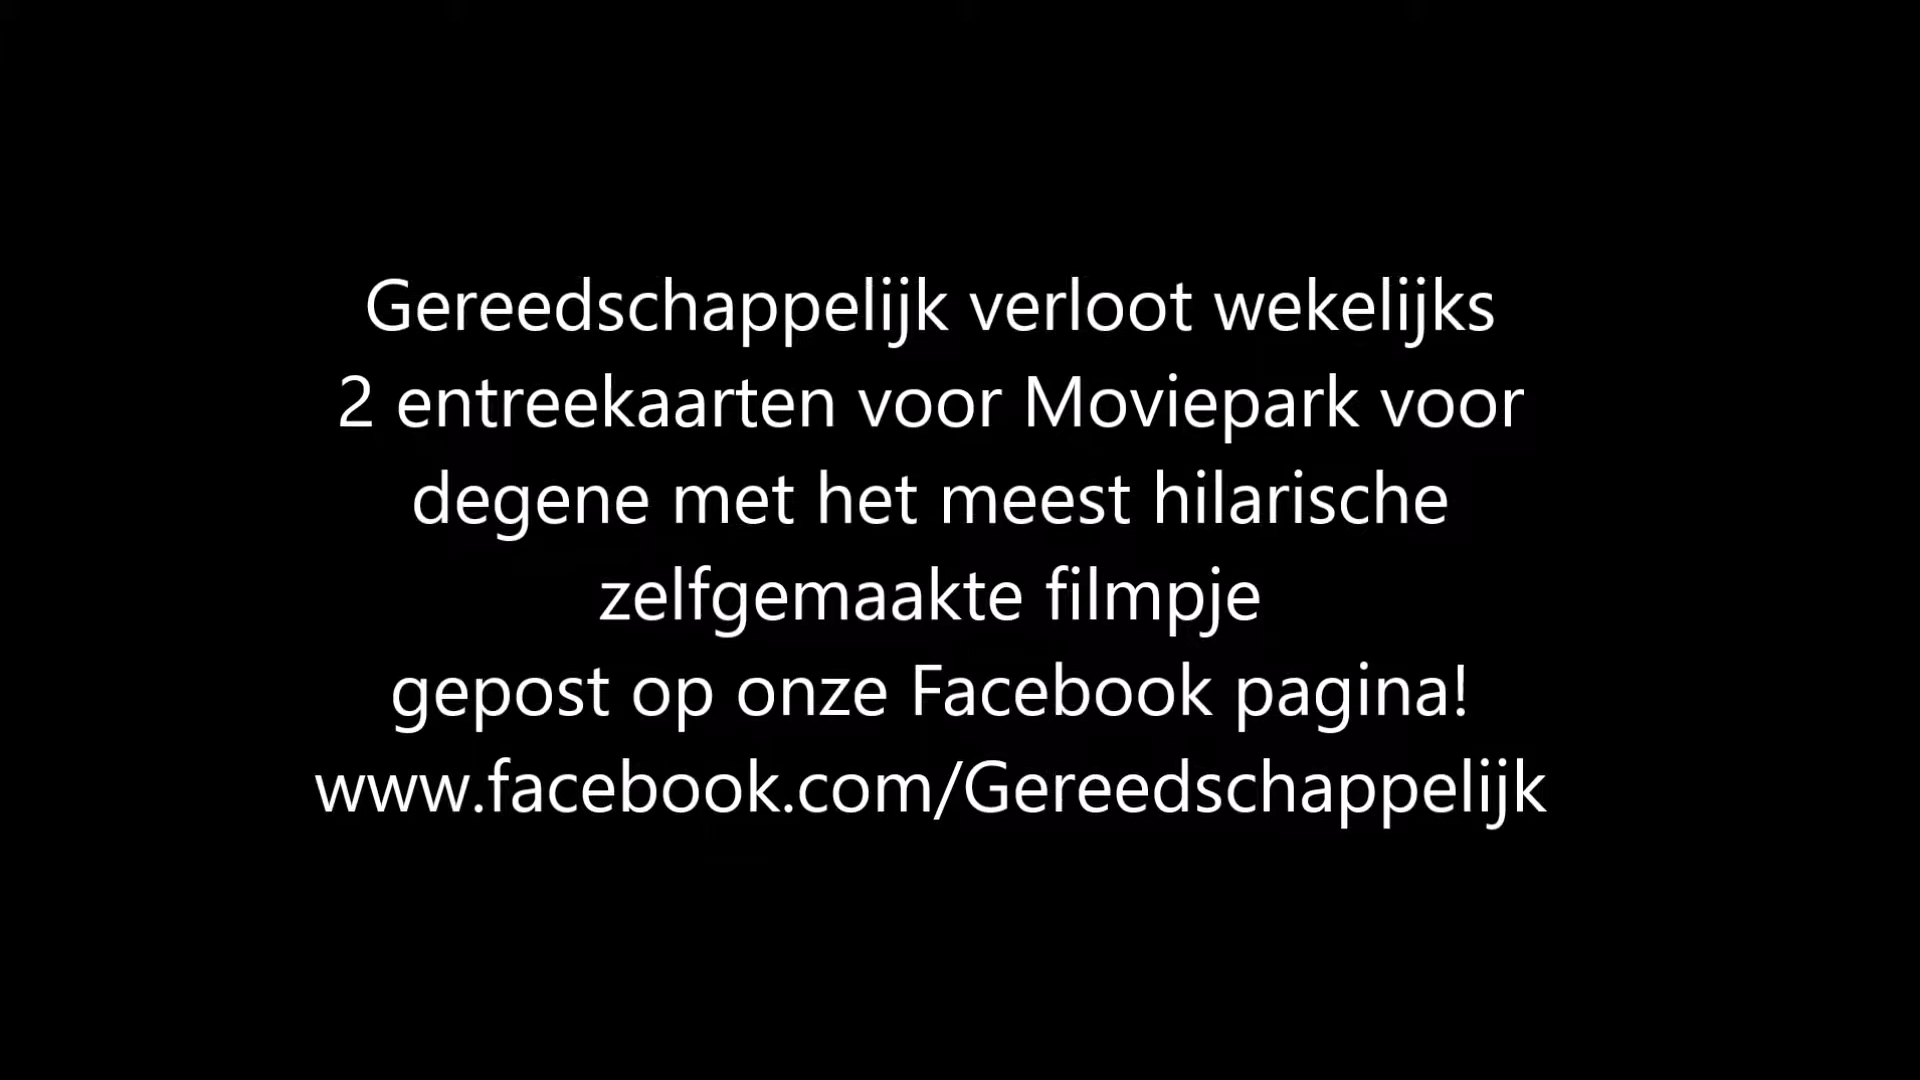 Gereedschappelijk verloot wekelijks
2 entreekaarten voor Moviepark voor
degene met het meest hilarische
zelfgemaakte filmpje
gepost op onze Facebook pagina!
www.facebook.com/Gereedschappelijk